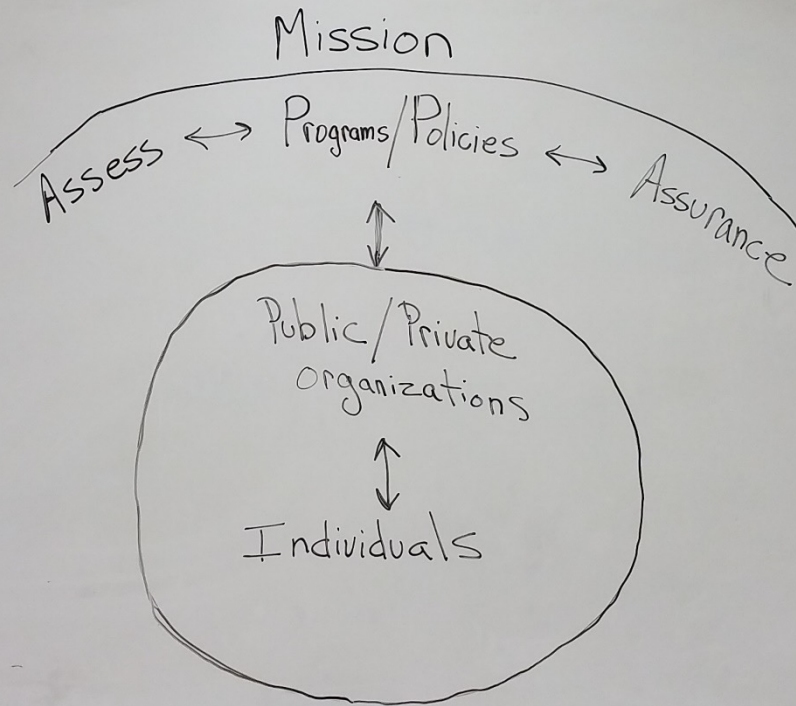 Mission
Assess ↔ Programs/Policies ↔ Assurance
Public/Private
organizations
Individuals